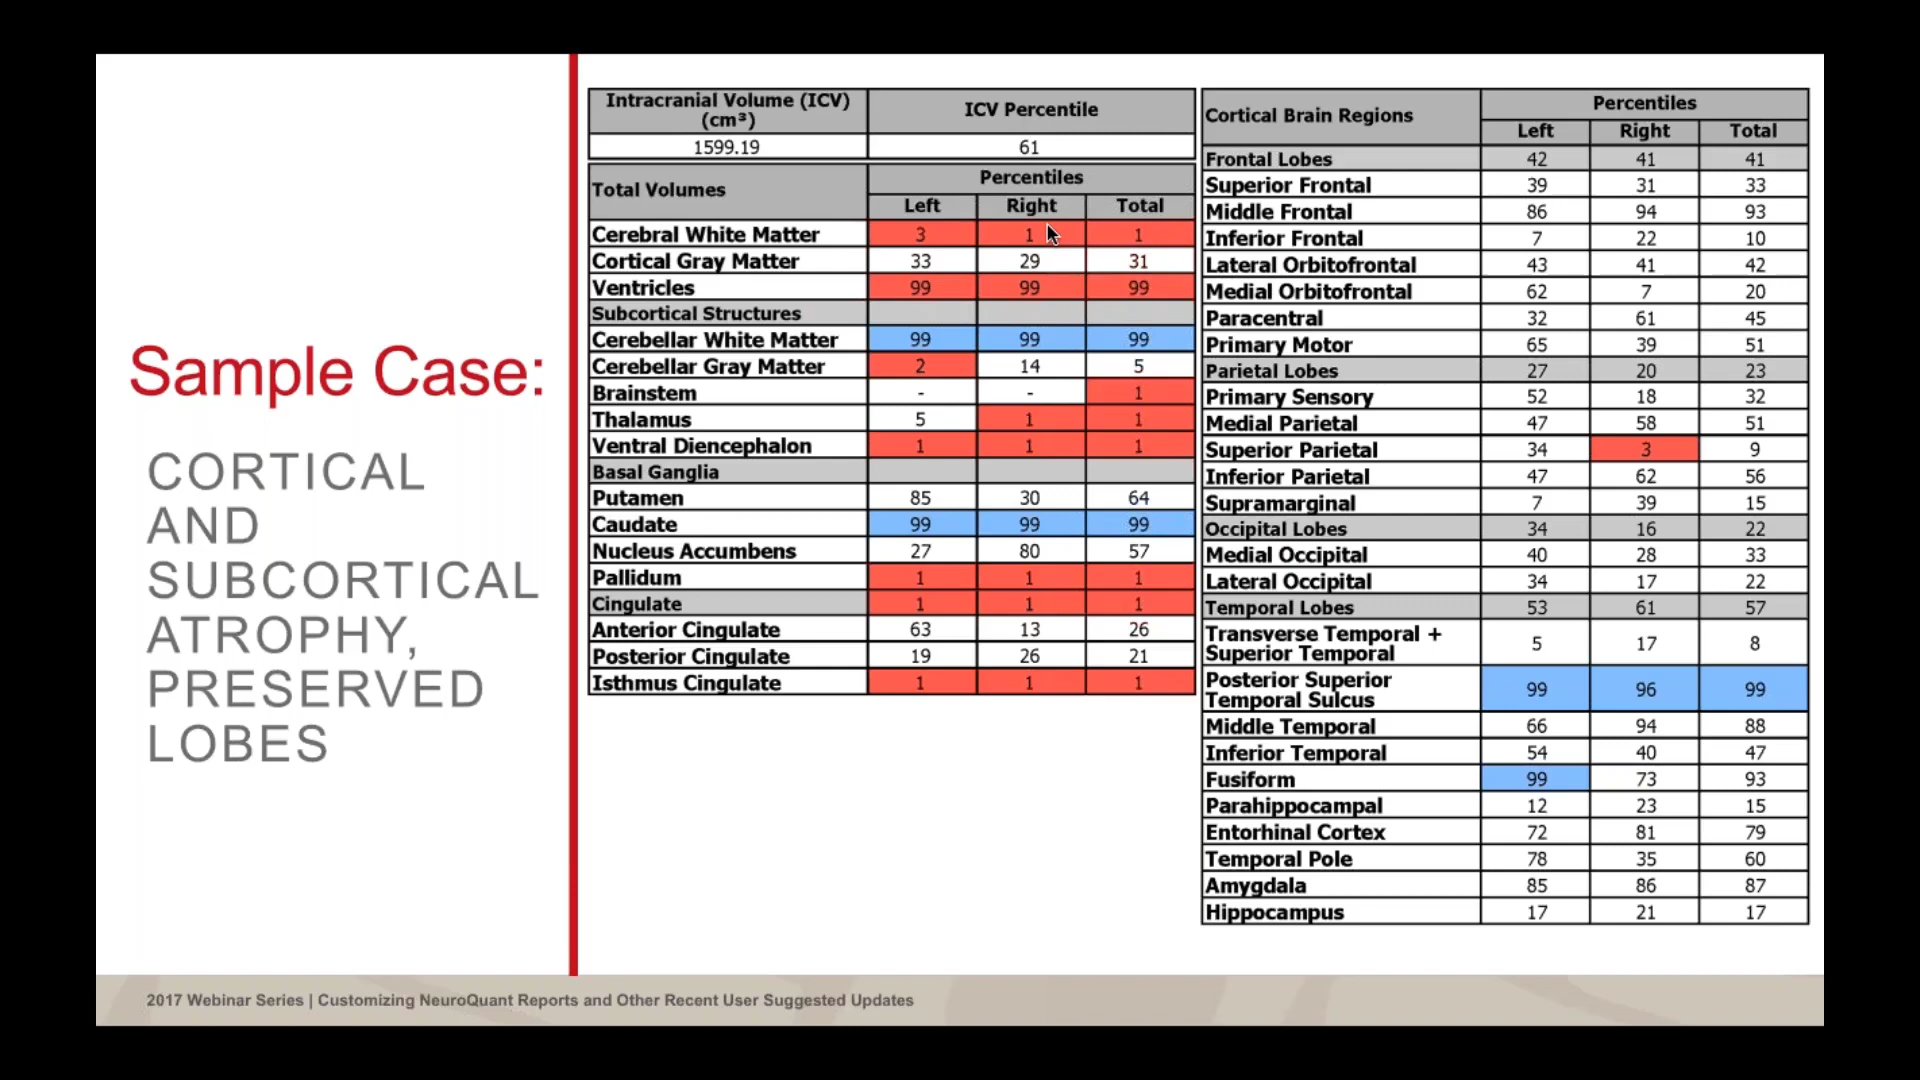 Sample Case:
CORTICAL
AND
SUBCORTICAL
ATROPHY,
PRESERVED
LOBES
Intracranial Volume (ICV) (cm³) ICV Percentile
1599.19 61
Total Volumes Percentiles
Left Right Total
Cerebral White Matter 3 1 1
Cortical Gray Matter 33 29 31
Ventricles 99 99 99
Subcortical Structures
Cerebellar White Matter 99 99 99
Cerebellar Gray Matter 2 14 5
Brainstem - - 1
Thalamus 5 1 1
Ventral Diencephalon 1 1 1
Basal Ganglia
Putamen 85 30 64
Caudate 99 99 99
Nucleus Accumbens 27 80 57
Pallidum 1 1 1
Cingulate 1 1 1
Anterior Cingulate 63 13 26
Posterior Cingulate 19 26 21
Isthmus Cingulate 1 1 1
Cortical Brain Regions Percentiles
Left Right Total
Frontal Lobes 42 41 41
Superior Frontal 39 31 33
Middle Frontal 86 94 93
Inferior Frontal 7 22 10
Lateral Orbitofrontal 43 41 42
Medial Orbitofrontal 62 7 20
Paracentral 32 61 45
Primary Motor 65 39 51
Parietal Lobes 27 20 23
Primary Sensory 52 18 32
Medial Parietal 47 58 51
Superior Parietal 34 3 9
Inferior Parietal 47 62 56
Supramarginal 7 39 15
Occipital Lobes 34 16 22
Medial Occipital 40 28 33
Lateral Occipital 34 17 22
Temporal Lobes 53 61 57
Transverse Temporal +
Superior Temporal 5 17 8
Posterior Superior
Temporal Sulcus 99 96 99
Middle Temporal 66 94 88
Inferior Temporal 54 40 47
Fusiform 99 73 93
Parahippocampal 12 23 15
Entorhinal Cortex 72 81 79
Temporal Pole 78 35 60
Amygdala 85 86 87
Hippocampus 17 21 17
2017 Webinar Series | Customizing NeuroQuant Reports and Other Recent User Suggested Updates